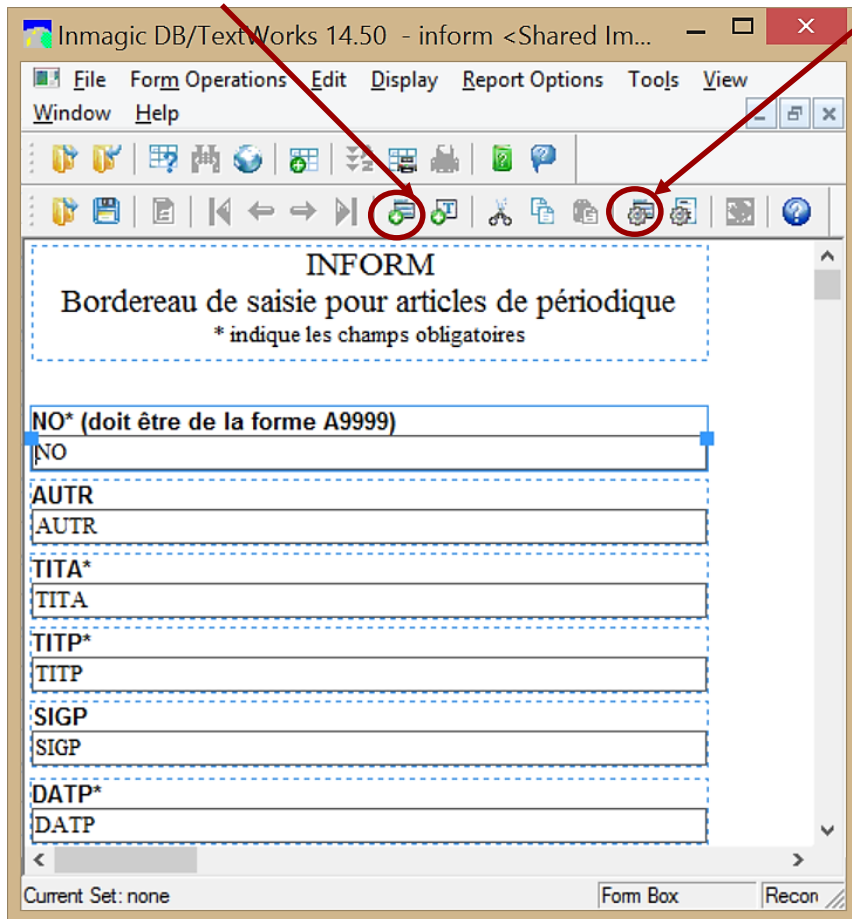 Inmagic DB/TextWorks 14.50 - inform <Shared Im...
File Form Operations Edit Display Report Options Tools View
Window Help
INFORM
Bordereau de saisie pour articles de périodique
* indique les champs obligatoires
NO* (doit être de la forme A9999)
NO
AUTR
AUTR
TITA*
TITA
TITP*
TITP
SIGP
SIGP
DATP*
DATP
Current Set: none Form Box Recor